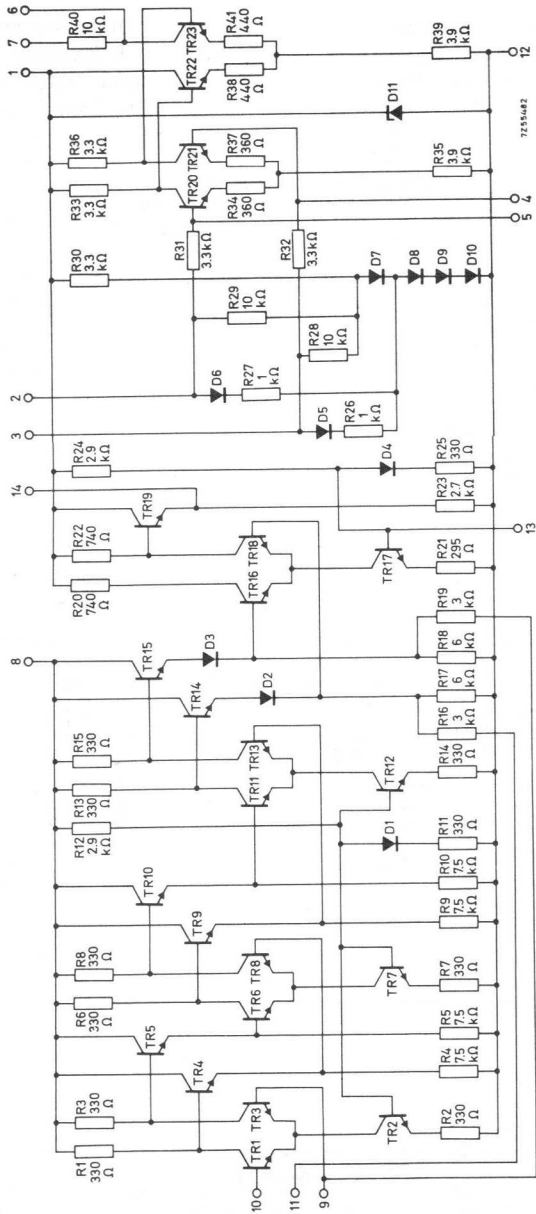 8
14
3
2
1
7
6
R1
330
Ω
R3
330
Ω
R6
330
Ω
R8
330
Ω
R12
2.9
kΩ
R13
330
Ω
R15
330
Ω
R20
740
Ω
R22
740
Ω
R24
2.9
kΩ
R30
3.3
kΩ
R33
3.3
kΩ
R36
3.3
kΩ
R40
10
kΩ
TR4
TR5
TR9
TR10
TR14
TR15
TR19
D2
D3
D6
R27
1
kΩ
D5
R26
1
kΩ
R29
10
kΩ
R28
10
kΩ
R31
3.3kΩ
R32
3.3kΩ
10
11
9
TR1
TR3
TR6
TR8
TR11
TR13
TR16
TR18
TR20
TR21
TR22
TR23
R34
360
Ω
R37
360
Ω
R38
440
Ω
R41
440
Ω
TR2
TR7
D1
TR12
TR17
D4
D7
D8
D9
D10
D11
R2
330
Ω
R4
7.5
kΩ
R5
7.5
kΩ
R7
330
Ω
R9
7.5
kΩ
R10
7.5
kΩ
R11
330
Ω
R14
330
Ω
R16
3
kΩ
R17
6
kΩ
R18
6
kΩ
R19
3
kΩ
R21
295
Ω
R23
2.7
kΩ
R25
330
Ω
R35
3.9
kΩ
R39
3.9
kΩ
13
5
4
12
7Z55482